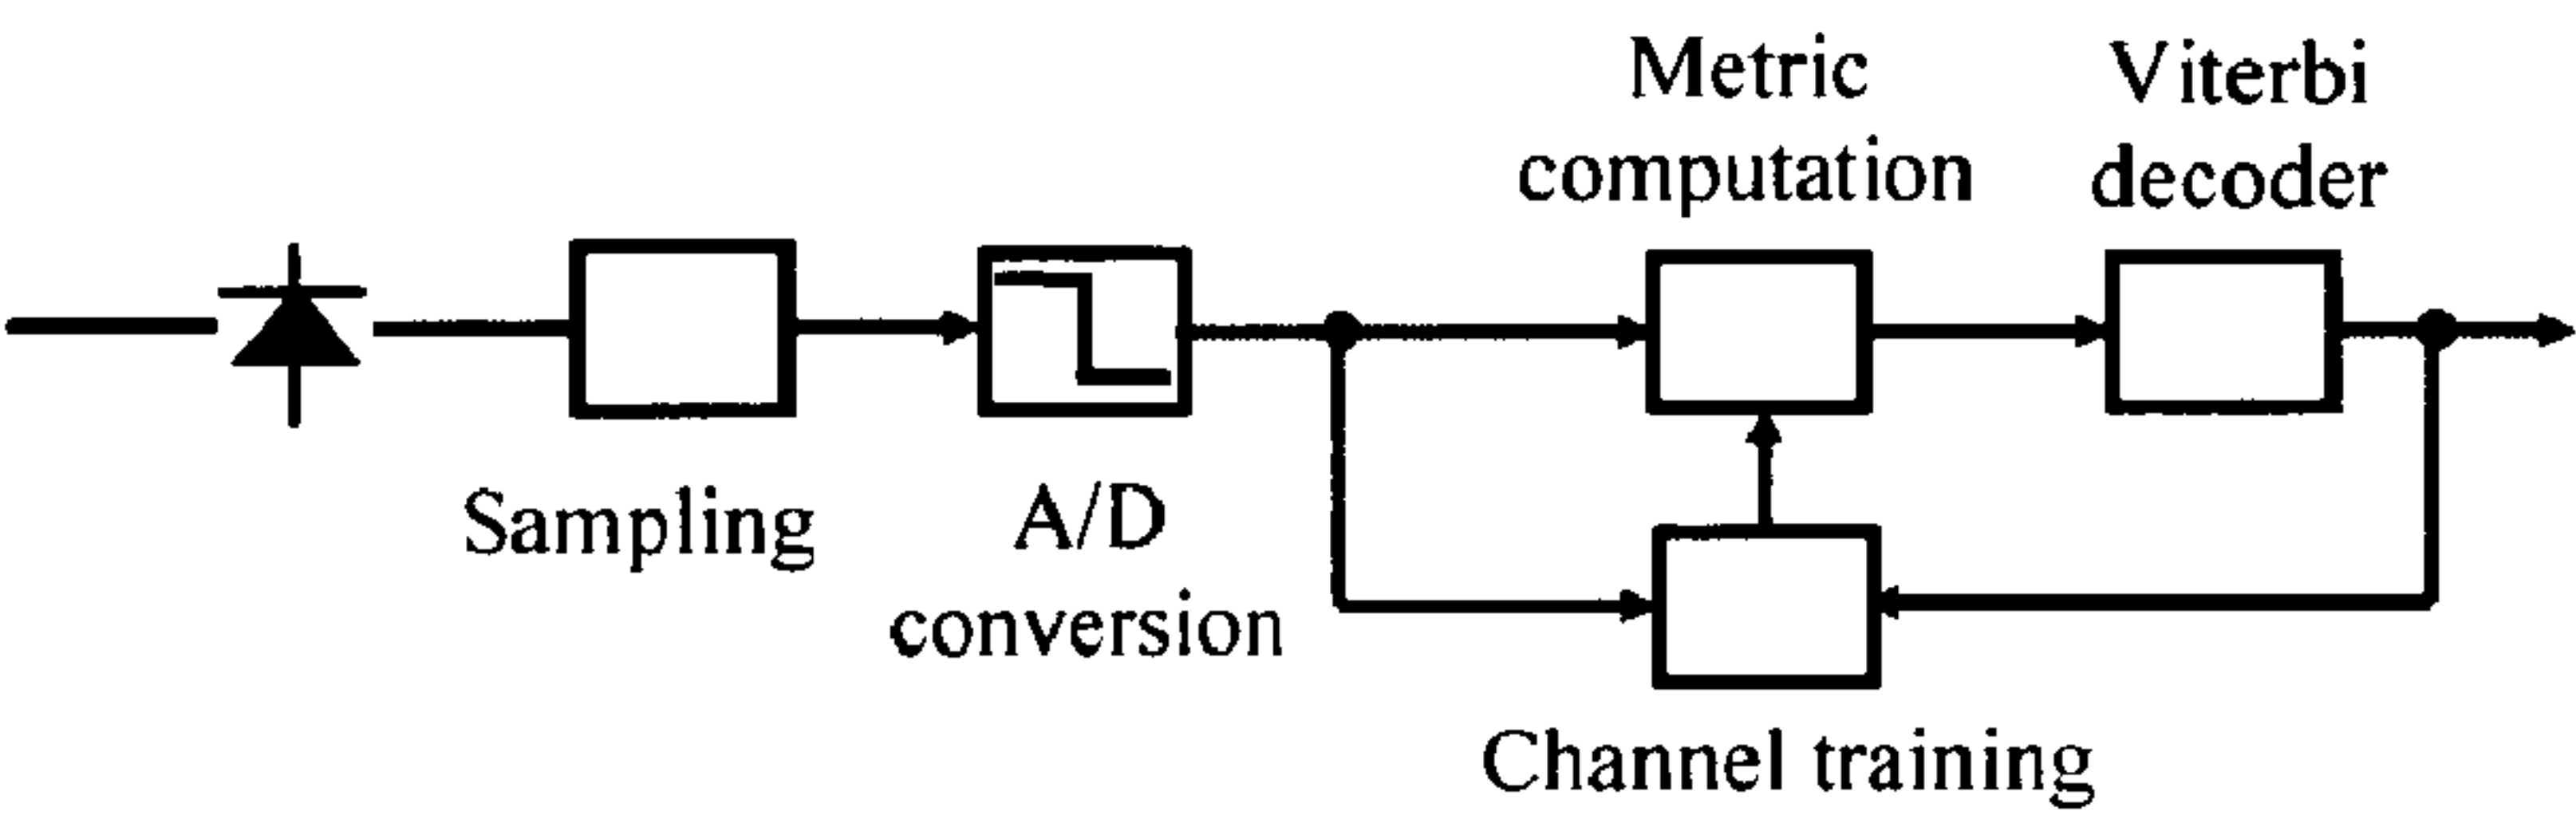 Metric
computation
Viterbi
decoder
Sampling
A/D
conversion
Channel training